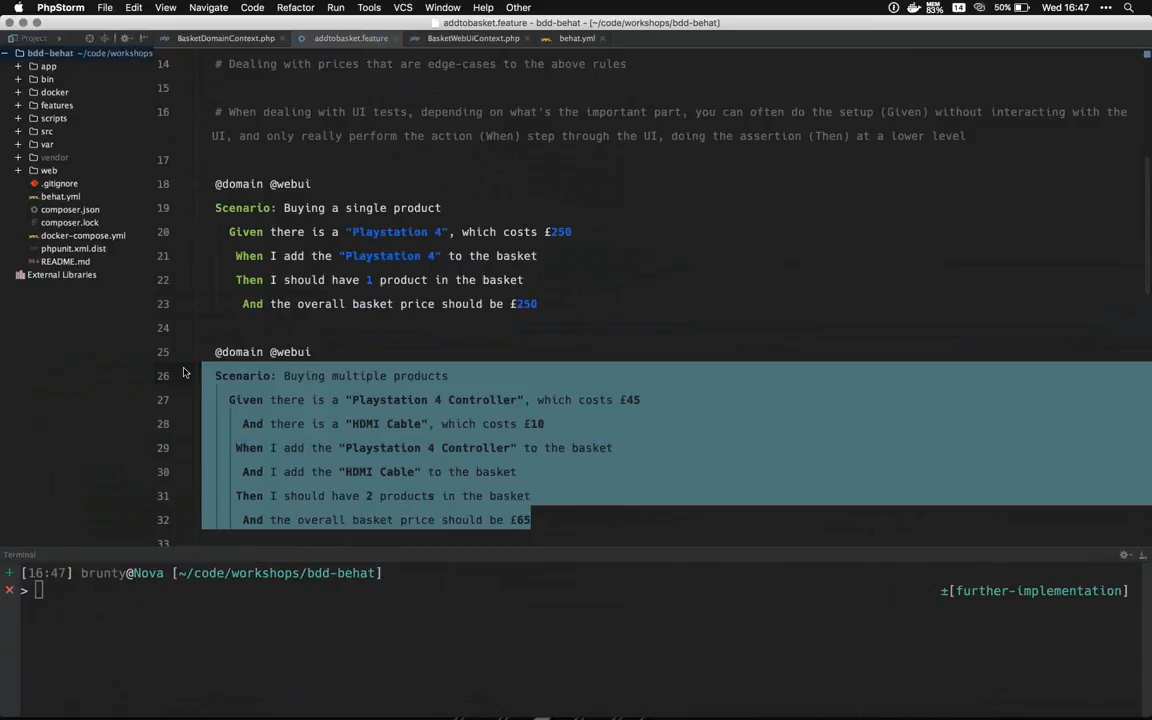 PhpStorm File Edit View Navigate Code Refactor Run Tools VCS Window Help Other MEM 83% 14 50% Wed 16:47
addtobasket.feature - bdd-behat - [~/code/workshops/bdd-behat]
Project BasketDomainContext.php addtobasket.feature BasketWebUiContext.php behat.yml
bdd-behat ~/code/workshops
app
bin
docker
features
scripts
src
var
vendor
web
.gitignore
behat.yml
composer.json
composer.lock
docker-compose.yml
phpunit.xml.dist
README.md
External Libraries
14 # Dealing with prices that are edge-cases to the above rules
15
16 # When dealing with UI tests, depending on what's the important part, you can often do the setup (Given) without interacting with the
UI, and only really perform the action (When) step through the UI, doing the assertion (Then) at a lower level
17
18 @domain @webui
19 Scenario: Buying a single product
20 Given there is a "Playstation 4", which costs £250
21 When I add the "Playstation 4" to the basket
22 Then I should have 1 product in the basket
23 And the overall basket price should be £250
24
25 @domain @webui
26 Scenario: Buying multiple products
27 Given there is a "Playstation 4 Controller", which costs £45
28 And there is a "HDMI Cable", which costs £10
29 When I add the "Playstation 4 Controller" to the basket
30 And I add the "HDMI Cable" to the basket
31 Then I should have 2 products in the basket
32 And the overall basket price should be £65
33
Terminal
[16:47] brunty@Nova [~/code/workshops/bdd-behat]
> ±[further-implementation]